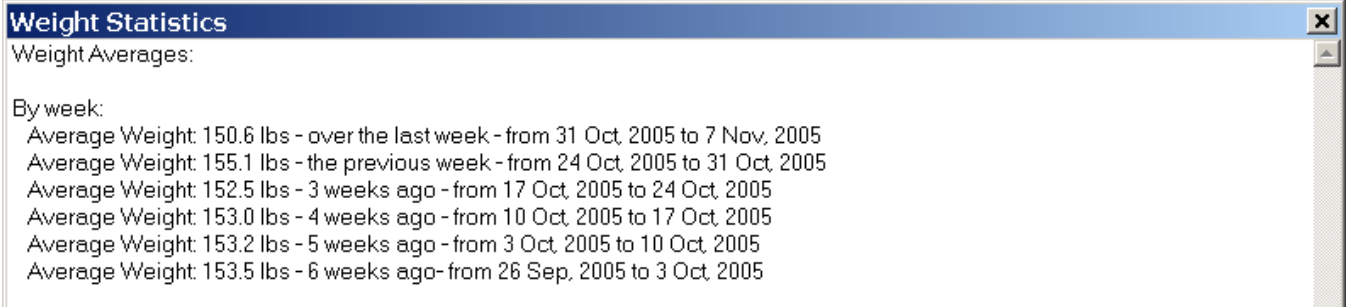 Weight Statistics
Weight Averages:
By week:
Average Weight: 150.6 lbs - over the last week - from 31 Oct, 2005 to 7 Nov, 2005
Average Weight: 155.1 lbs - the previous week - from 24 Oct, 2005 to 31 Oct, 2005
Average Weight: 152.5 lbs - 3 weeks ago - from 17 Oct, 2005 to 24 Oct, 2005
Average Weight: 153.0 lbs - 4 weeks ago - from 10 Oct, 2005 to 17 Oct, 2005
Average Weight: 153.2 lbs - 5 weeks ago - from 3 Oct, 2005 to 10 Oct, 2005
Average Weight: 153.5 lbs - 6 weeks ago- from 26 Sep, 2005 to 3 Oct, 2005